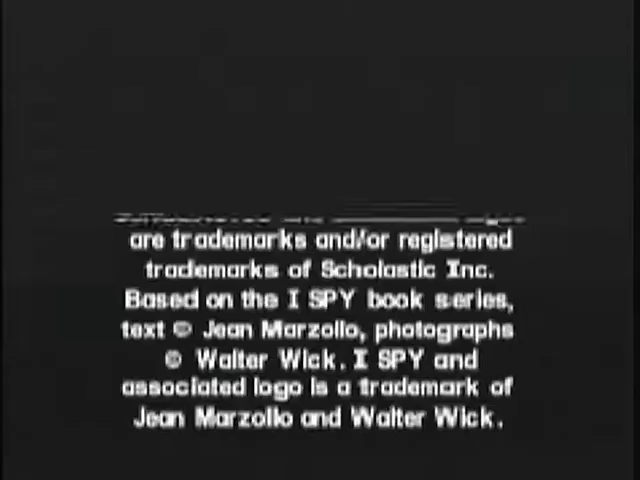 are trademarks and/or registered
trademarks of Scholastic Inc.
Based on the I SPY book series,
text © Jean Marzollo, photographs
© Walter Wick. I SPY and
associated logo is a trademark of
Jean Marzollo and Walter Wick.